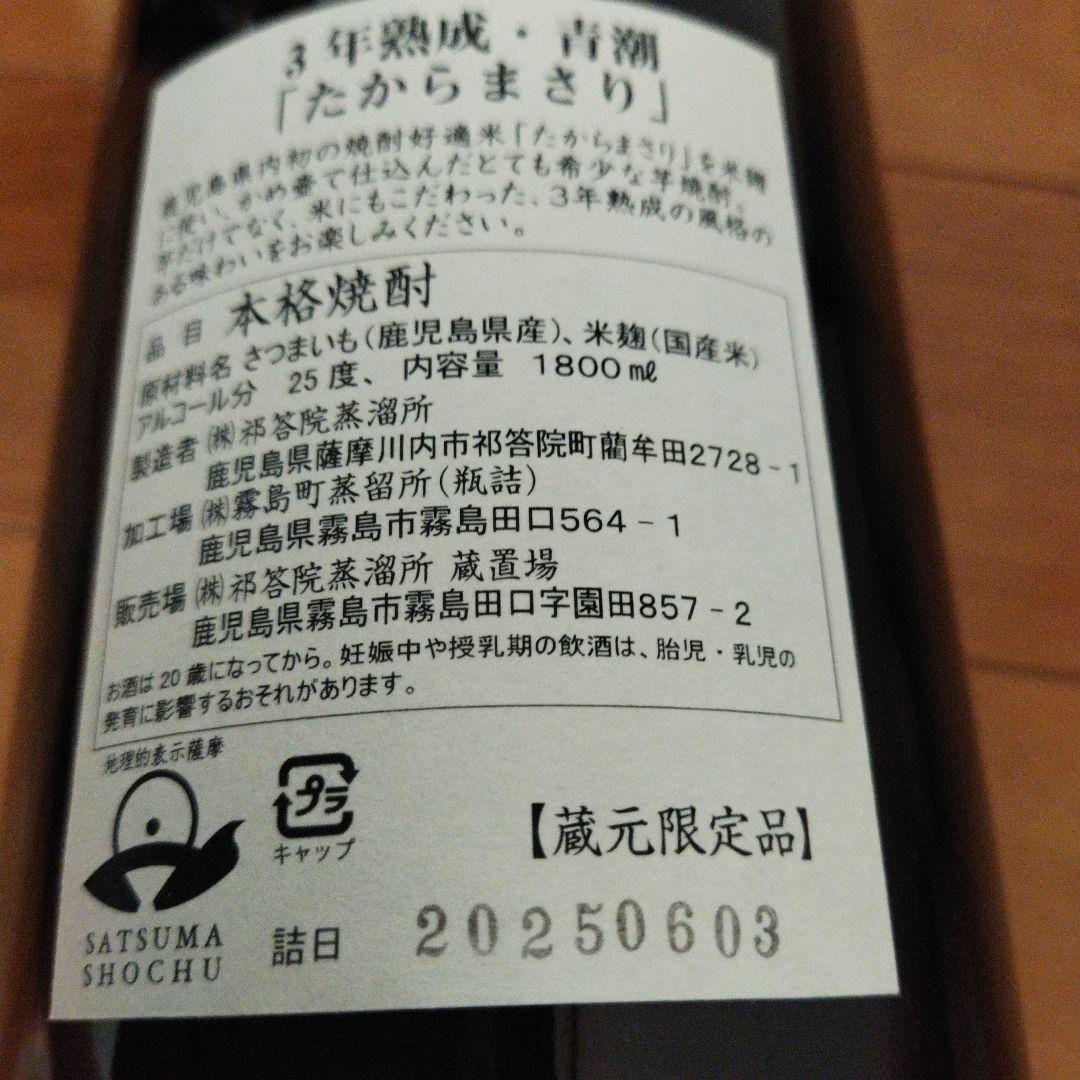 3年熟成・青潮
「たからまさり」
鹿児島県内初の焼酎好適米「たからまさり」を米麹
に使い、かめ壷で仕込んだとても希少な芋焼酎。
芋だけでなく、米にもこだわった、3年熟成の風格の
ある味わいをお楽しみください。
品目 本格焼酎
原材料名 さつまいも(鹿児島県産)、米麹(国産米)
アルコール分 25度、内容量 1800㎖
製造者 ㈱祁答院蒸溜所
鹿児島県薩摩川内市祁答院町藺牟田2728-1
加工場 ㈱霧島町蒸留所(瓶詰)
鹿児島県霧島市霧島田口564-1
販売場 ㈱祁答院蒸溜所 蔵置場
鹿児島県霧島市霧島田口字園田857-2
お酒は20歳になってから。妊娠中や授乳期の飲酒は、胎児・乳児の
発育に影響するおそれがあります。
地理的表示薩摩
SATSUMA
SHOCHU
プラ
キャップ
【蔵元限定品】
詰日 20250603